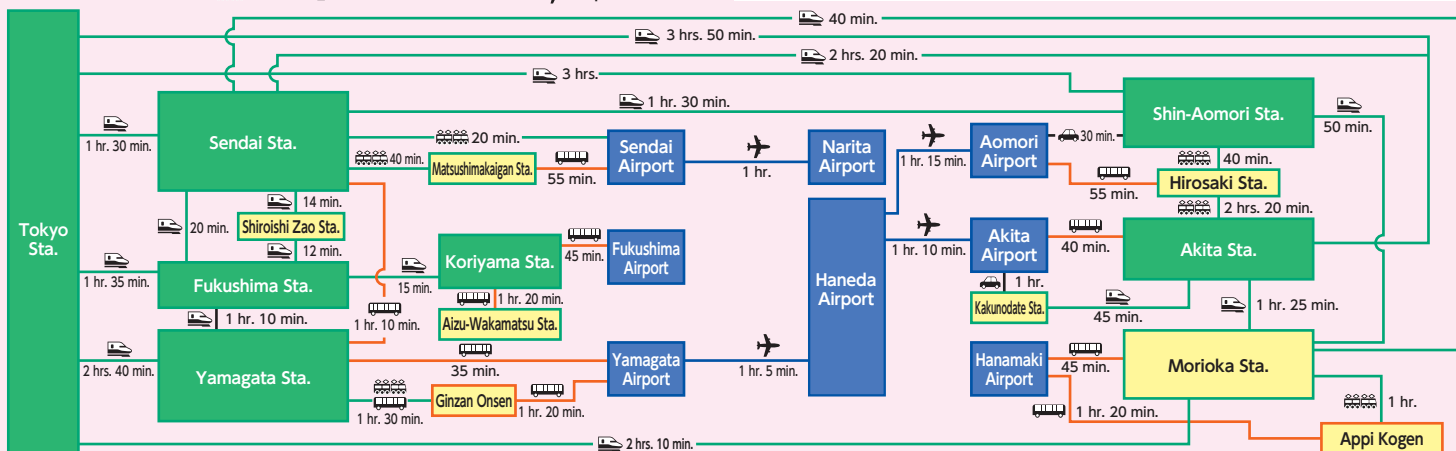 40 min.
3 hrs. 50 min.
2 hrs. 20 min.
3 hrs.
1 hr. 30 min.
Shin-Aomori Sta.
50 min.
1 hr. 30 min.
Sendai Sta.
20 min.
40 min.
Matsushimakaigan Sta.
55 min.
Sendai
Airport
1 hr.
Narita
Airport
1 hr. 15 min.
Aomori
Airport
30 min.
40 min.
55 min.
Hirosaki Sta.
2 hrs. 20 min.
Tokyo
Sta.
20 min.
14 min.
Shiroishi Zao Sta.
12 min.
1 hr. 35 min.
Fukushima Sta.
15 min.
Koriyama Sta.
45 min.
Fukushima
Airport
1 hr. 20 min.
Aizu-Wakamatsu Sta.
Haneda
Airport
1 hr. 10 min.
Akita
Airport
40 min.
Akita Sta.
1 hr.
Kakunodate Sta.
45 min.
1 hr. 25 min.
1 hr. 10 min.
1 hr. 10 min.
2 hrs. 40 min.
Yamagata Sta.
35 min.
Yamagata
Airport
1 hr. 5 min.
1 hr. 30 min.
Ginzan Onsen
1 hr. 20 min.
Hanamaki
Airport
45 min.
Morioka Sta.
1 hr. 20 min.
1 hr.
Appi Kogen
2 hrs. 10 min.